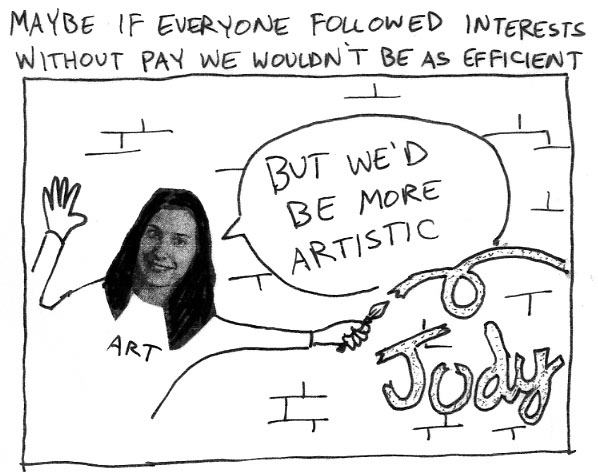 MAYBE IF EVERYONE FOLLOWED INTERESTS
WITHOUT PAY WE WOULDN'T BE AS EFFICIENT
BUT WE'D
BE MORE
ARTISTIC
ART
Jody